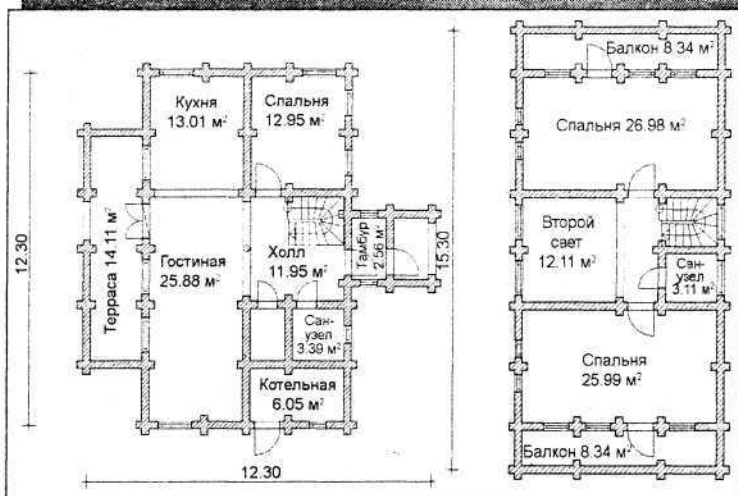 Кухня
13.01 м²
Спальня
12.95 м²
12.30
Терраса 14.11 м²
Гостиная
25.88 м²
Холл
11.95 м²
Тамбур
2.56 м²
15.30
Сан-
узел
3.39 м²
Котельная
6.05 м²
12.30
Балкон 8.34 м²
Спальня 26.98 м²
Второй
свет
12.11 м²
Сан-
узел
3.11 м²
Спальня
25.99 м²
Балкон 8.34 м²